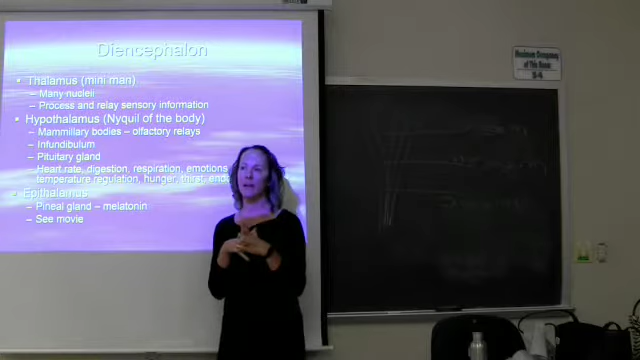 Diencephalon
• Thalamus (mini man)
– Many nucleii
– Process and relay sensory information
• Hypothalamus (Nyquil of the body)
– Mammillary bodies – olfactory relays
– Infundibulum
– Pituitary gland
– Heart rate, digestion, respiration, emotions
temperature regulation, hunger, thirst, endo
• Epithalamus
– Pineal gland – melatonin
– See movie
Maximum Occupancy
of This Room
54